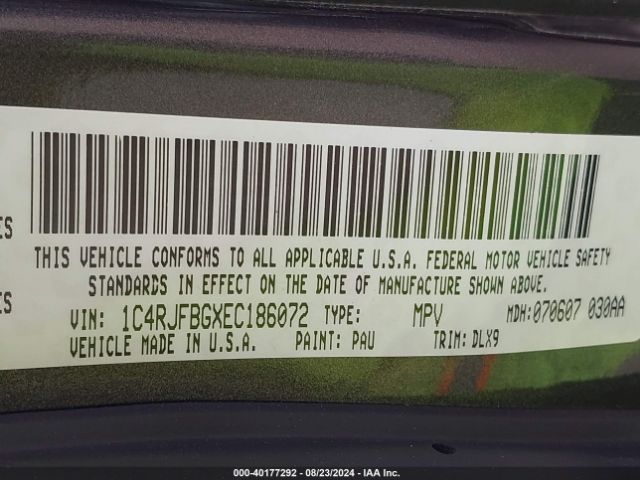 ES
THIS VEHICLE CONFORMS TO ALL APPLICABLE U.S.A. FEDERAL MOTOR VEHICLE SAFETY
STANDARDS IN EFFECT ON THE DATE OF MANUFACTURE SHOWN ABOVE.
ES
VIN: 1C4RJFBGXEC186072 TYPE: MPV MDH:070607 030AA
VEHICLE MADE IN U.S.A. PAINT: PAU TRIM: DLX9
000-40177292 - 08/23/2024 - IAA Inc.